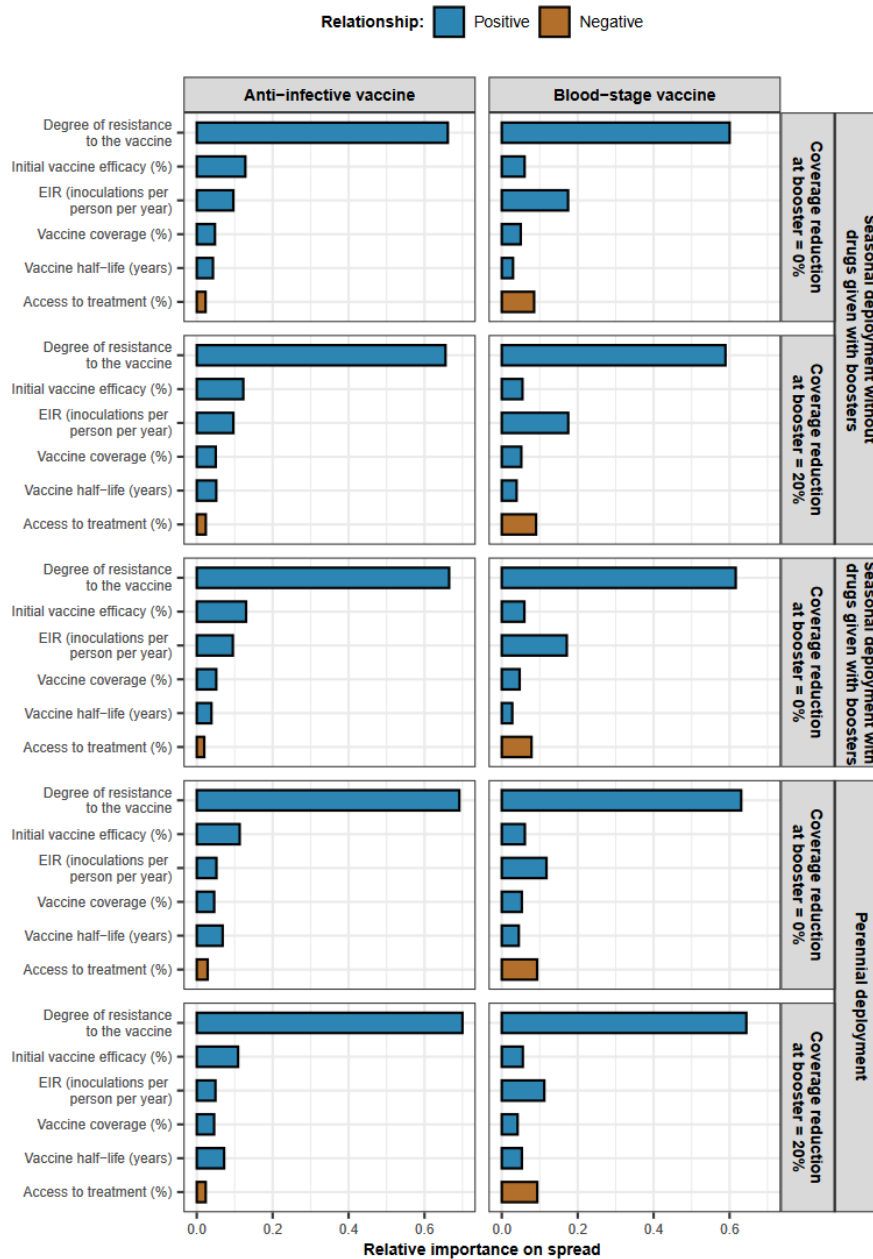 Relationship: Positive Negative
Anti−infective vaccine
Blood−stage vaccine
Degree of resistance
to the vaccine
Initial vaccine efficacy (%)
EIR (inoculations per
person per year)
Vaccine coverage (%)
Vaccine half−life (years)
Access to treatment (%)
Coverage reduction
at booster = 0%
Seasonal deployment without
drugs given with boosters
Degree of resistance
to the vaccine
Initial vaccine efficacy (%)
EIR (inoculations per
person per year)
Vaccine coverage (%)
Vaccine half−life (years)
Access to treatment (%)
Coverage reduction
at booster = 20%
Degree of resistance
to the vaccine
Initial vaccine efficacy (%)
EIR (inoculations per
person per year)
Vaccine coverage (%)
Vaccine half−life (years)
Access to treatment (%)
Coverage reduction
at booster = 0%
Seasonal deployment with
drugs given with boosters
Degree of resistance
to the vaccine
Initial vaccine efficacy (%)
EIR (inoculations per
person per year)
Vaccine coverage (%)
Vaccine half−life (years)
Access to treatment (%)
Coverage reduction
at booster = 0%
Perennial deployment
Degree of resistance
to the vaccine
Initial vaccine efficacy (%)
EIR (inoculations per
person per year)
Vaccine coverage (%)
Vaccine half−life (years)
Access to treatment (%)
Coverage reduction
at booster = 20%
0.0 0.2 0.4 0.6 0.0 0.2 0.4 0.6
Relative importance on spread